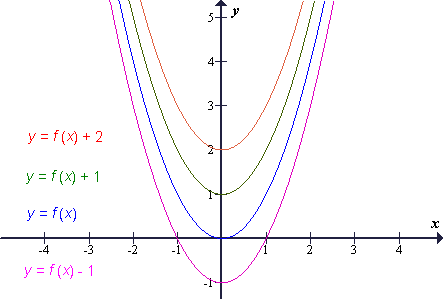 y
5
4
3
y = f (x) + 2
2
y = f (x) + 1
1
y = f (x)
x
-4 -3 -2 -1 1 2 3 4
y = f (x) - 1
-1